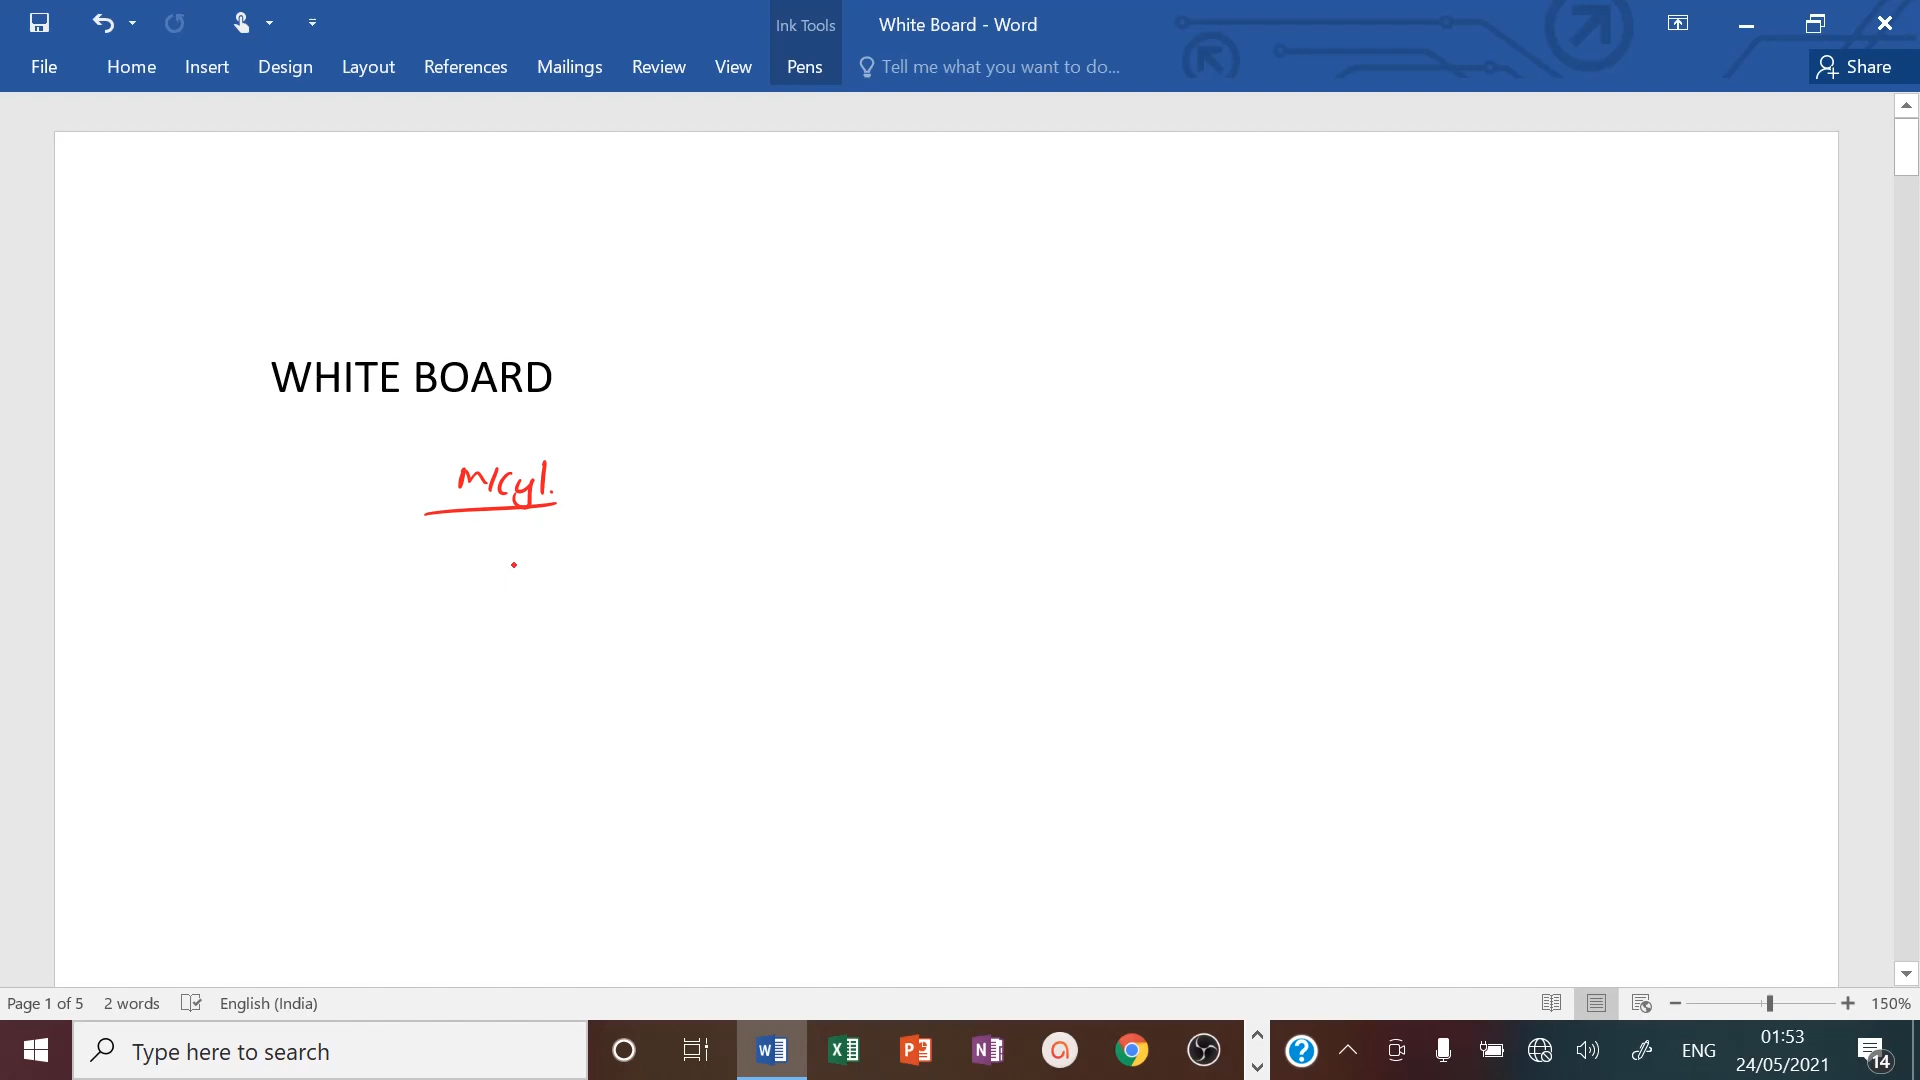 Ink Tools
White Board - Word
File Home Insert Design Layout References Mailings Review View Pens Tell me what you want to do... Share
WHITE BOARD
M/Cyl.
Page 1 of 5 2 words English (India) 150%
Type here to search
ENG
01:53
24/05/2021
14